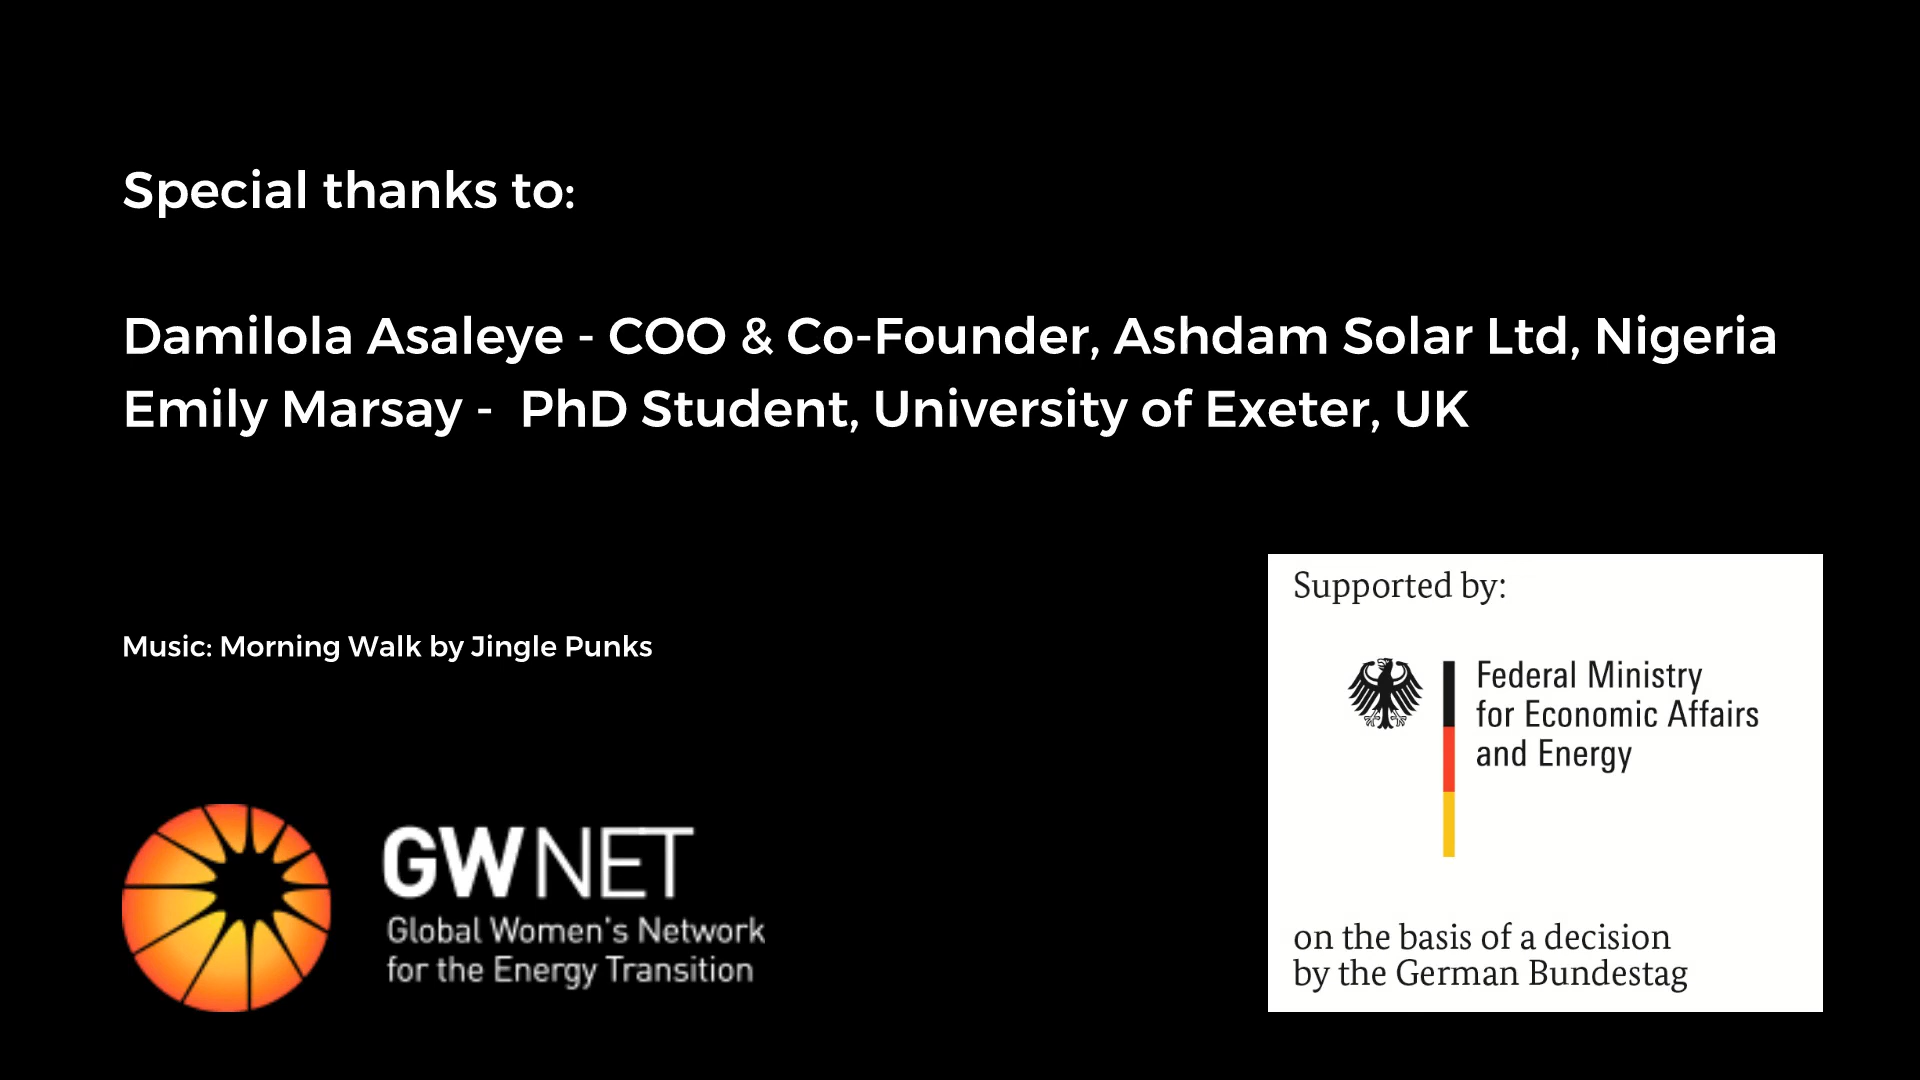 Special thanks to:
Damilola Asaleye - COO & Co-Founder, Ashdam Solar Ltd, Nigeria
Emily Marsay - PhD Student, University of Exeter, UK
Music: Morning Walk by Jingle Punks
GWNET
Global Women's Network
for the Energy Transition
Supported by:
Federal Ministry
for Economic Affairs
and Energy
on the basis of a decision
by the German Bundestag